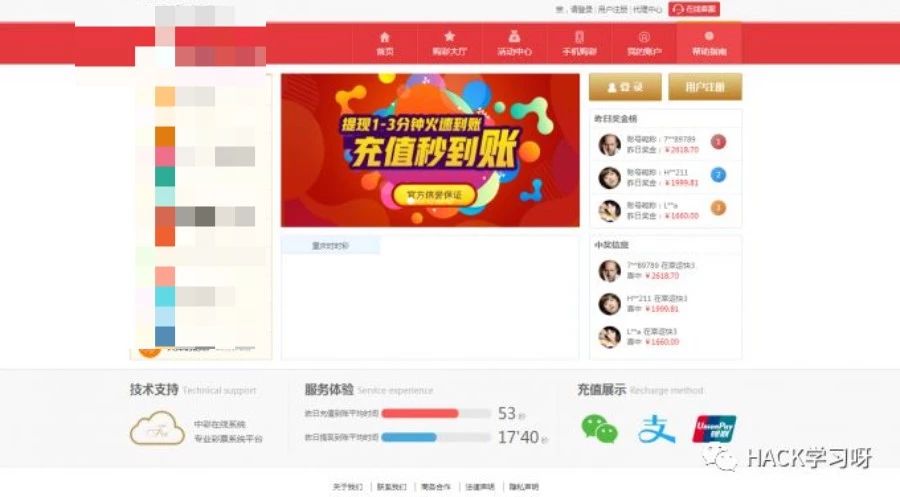 您，请登录 用户注册 代理中心 在线客服
首页 购彩大厅 活动中心 手机购彩 我的账户 帮助指南
提现1-3分钟火速到账
充值秒到账
官方信誉保证
登录 用户注册
昨日奖金榜
账号昵称：7**89789
昨日奖金：￥2618.70
1
账号昵称：H**211
昨日奖金：￥1999.81
2
账号昵称：L**a
昨日奖金：￥1660.00
3
重庆时时彩
中奖信息
7**89789 在幸运快3
喜中 ￥2618.70
H**211 在幸运快3
喜中 ￥1999.81
L**a 在幸运快3
喜中 ￥1660.00
技术支持 Technical support
中彩在线系统
专业彩票系统平台
服务体验 Service experience
昨日充值到账平均时间 53 秒
昨日提现到账平均时间 17'40 秒
充值展示 Recharge method
支
UnionPay
银联
HACK学习呀
关于我们 联系我们 商务合作 法律声明 隐私声明